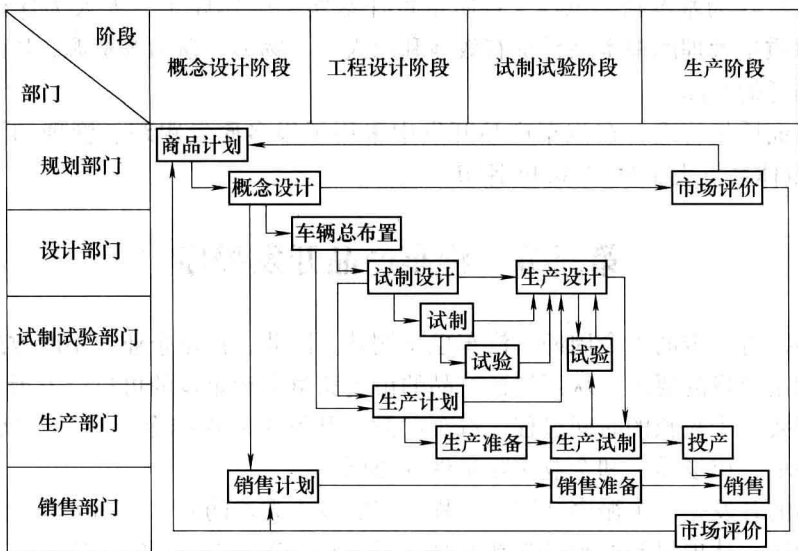 阶段
部门
概念设计阶段
工程设计阶段
试制试验阶段
生产阶段
规划部门
商品计划
概念设计
市场评价
设计部门
车辆总布置
试制设计
生产设计
试制试验部门
试制
试验
试验
生产部门
生产计划
生产准备
生产试制
投产
销售部门
销售计划
销售准备
销售
市场评价